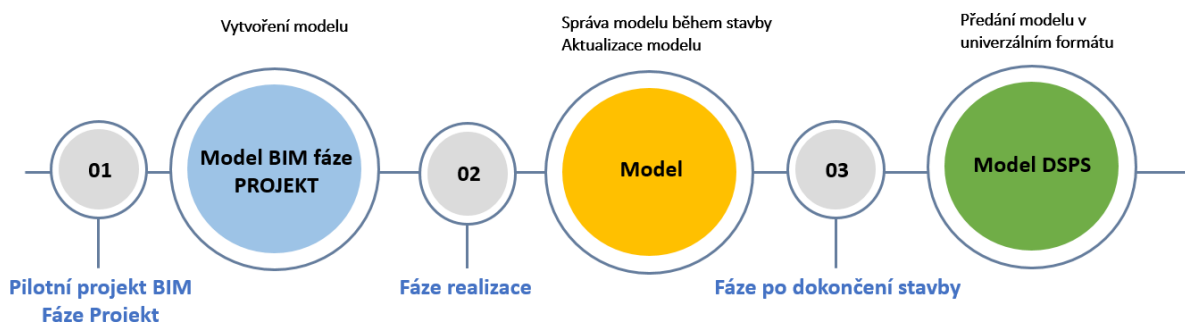 Vytvoření modelu
Správa modelu během stavby
Aktualizace modelu
Předání modelu v
univerzálním formátu
01
Model BIM fáze
PROJEKT
02
Model
03
Model DSPS
Pilotní projekt BIM
Fáze Projekt
Fáze realizace
Fáze po dokončení stavby